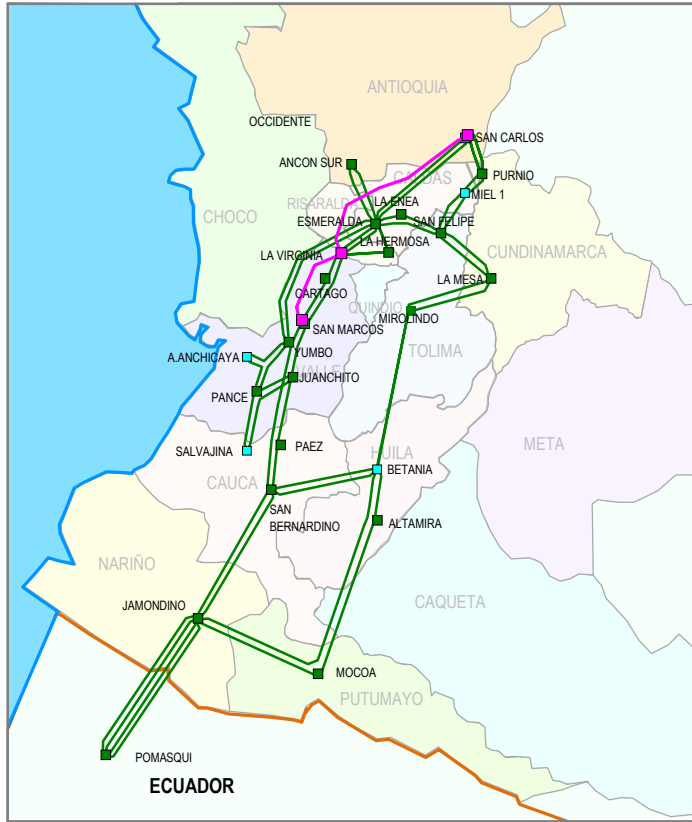 ANTIOQUIA
OCCIDENTE
SAN CARLOS
ANCON SUR
CALDAS
PURNIO
MIEL 1
LA ENEA
RISARALDA
CHOCO
ESMERALDA
SAN FELIPE
LA HERMOSA
CUNDINAMARCA
LA VIRGINIA
LA MESA
CARTAGO
QUINDIO
MIROLINDO
SAN MARCOS
TOLIMA
YUMBO
A.ANCHICAYA
VALLE
JUANCHITO
PANCE
META
PAEZ
HUILA
SALVAJINA
BETANIA
CAUCA
SAN
BERNARDINO
ALTAMIRA
NARIÑO
CAQUETA
JAMONDINO
MOCOA
PUTUMAYO
POMASQUI
ECUADOR